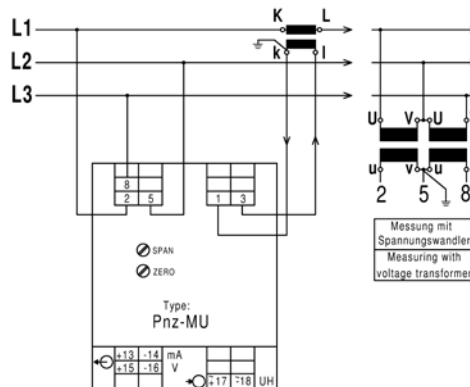 K L
L1
k l
L2
L3
U V U
u v u
2 5 8
8
2 5 1 3
SPAN
ZERO
Messung mit
Spannungswandler
Measuring with
voltage transformer
Type:
Pnz-MU
+13 -14 mA
+15 -16 V
+17 -18 UH